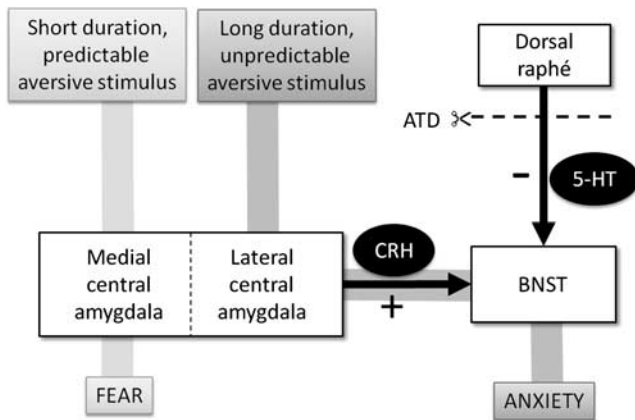 Short duration,
predictable
aversive stimulus
Long duration,
unpredictable
aversive stimulus
Dorsal
raphé
ATD
-
5-HT
Medial
central
amygdala
Lateral
central
amygdala
CRH
+
BNST
FEAR
ANXIETY